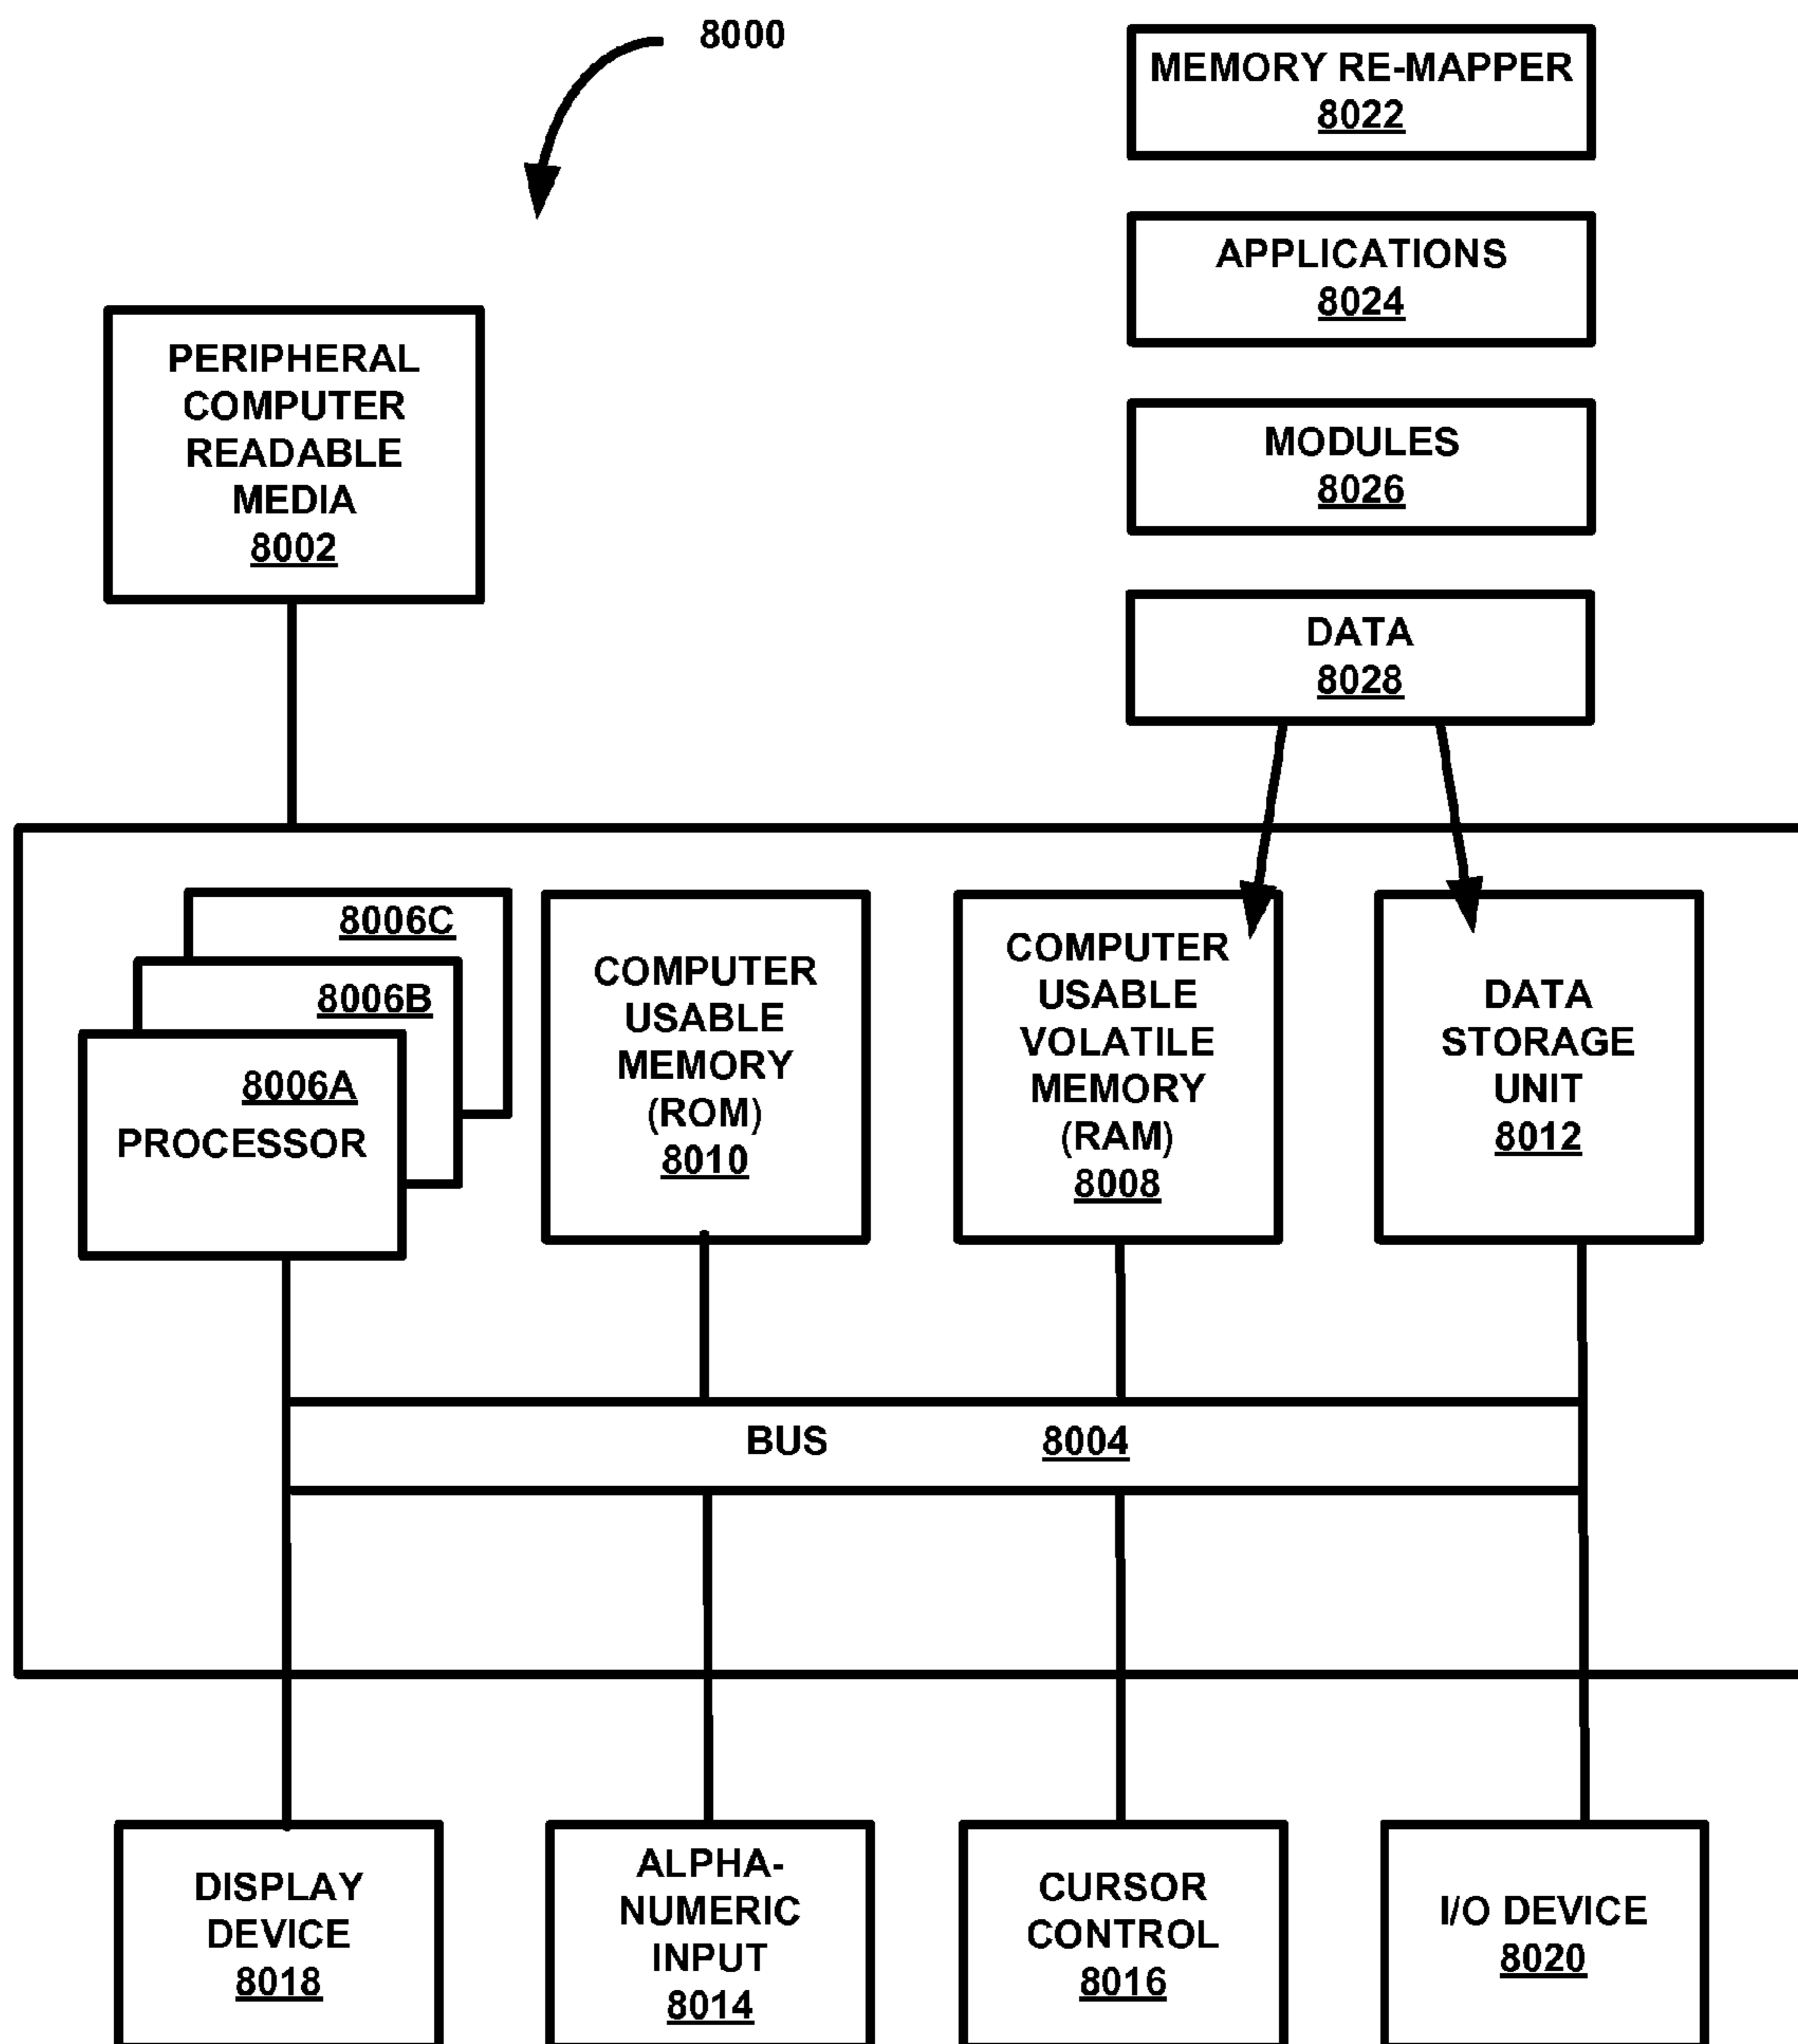 8000
MEMORY RE-MAPPER
8022
APPLICATIONS
8024
PERIPHERAL
COMPUTER
READABLE
MEDIA
8002
MODULES
8026
DATA
8028
8006C
8006B
8006A
PROCESSOR
COMPUTER
USABLE
MEMORY
(ROM)
8010
COMPUTER
USABLE
VOLATILE
MEMORY
(RAM)
8008
DATA
STORAGE
UNIT
8012
BUS 8004
DISPLAY
DEVICE
8018
ALPHA-
NUMERIC
INPUT
8014
CURSOR
CONTROL
8016
I/O DEVICE
8020